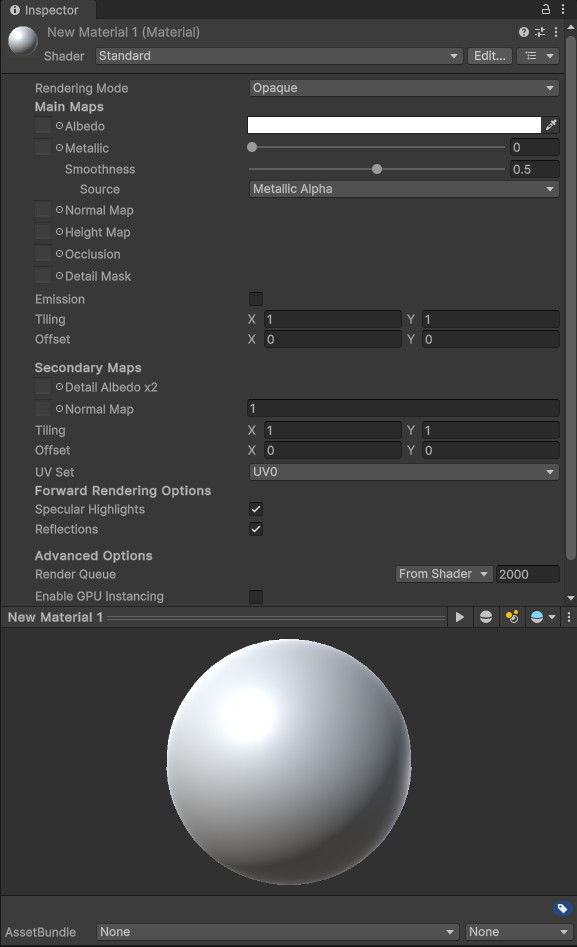 Inspector
New Material 1 (Material)
Shader Standard Edit...
Rendering Mode Opaque
Main Maps
Albedo
Metallic 0
Smoothness 0.5
Source Metallic Alpha
Normal Map
Height Map
Occlusion
Detail Mask
Emission
Tiling X 1 Y 1
Offset X 0 Y 0
Secondary Maps
Detail Albedo x2
Normal Map 1
Tiling X 1 Y 1
Offset X 0 Y 0
UV Set UV0
Forward Rendering Options
Specular Highlights
Reflections
Advanced Options
Render Queue From Shader 2000
Enable GPU Instancing
New Material 1
AssetBundle None None